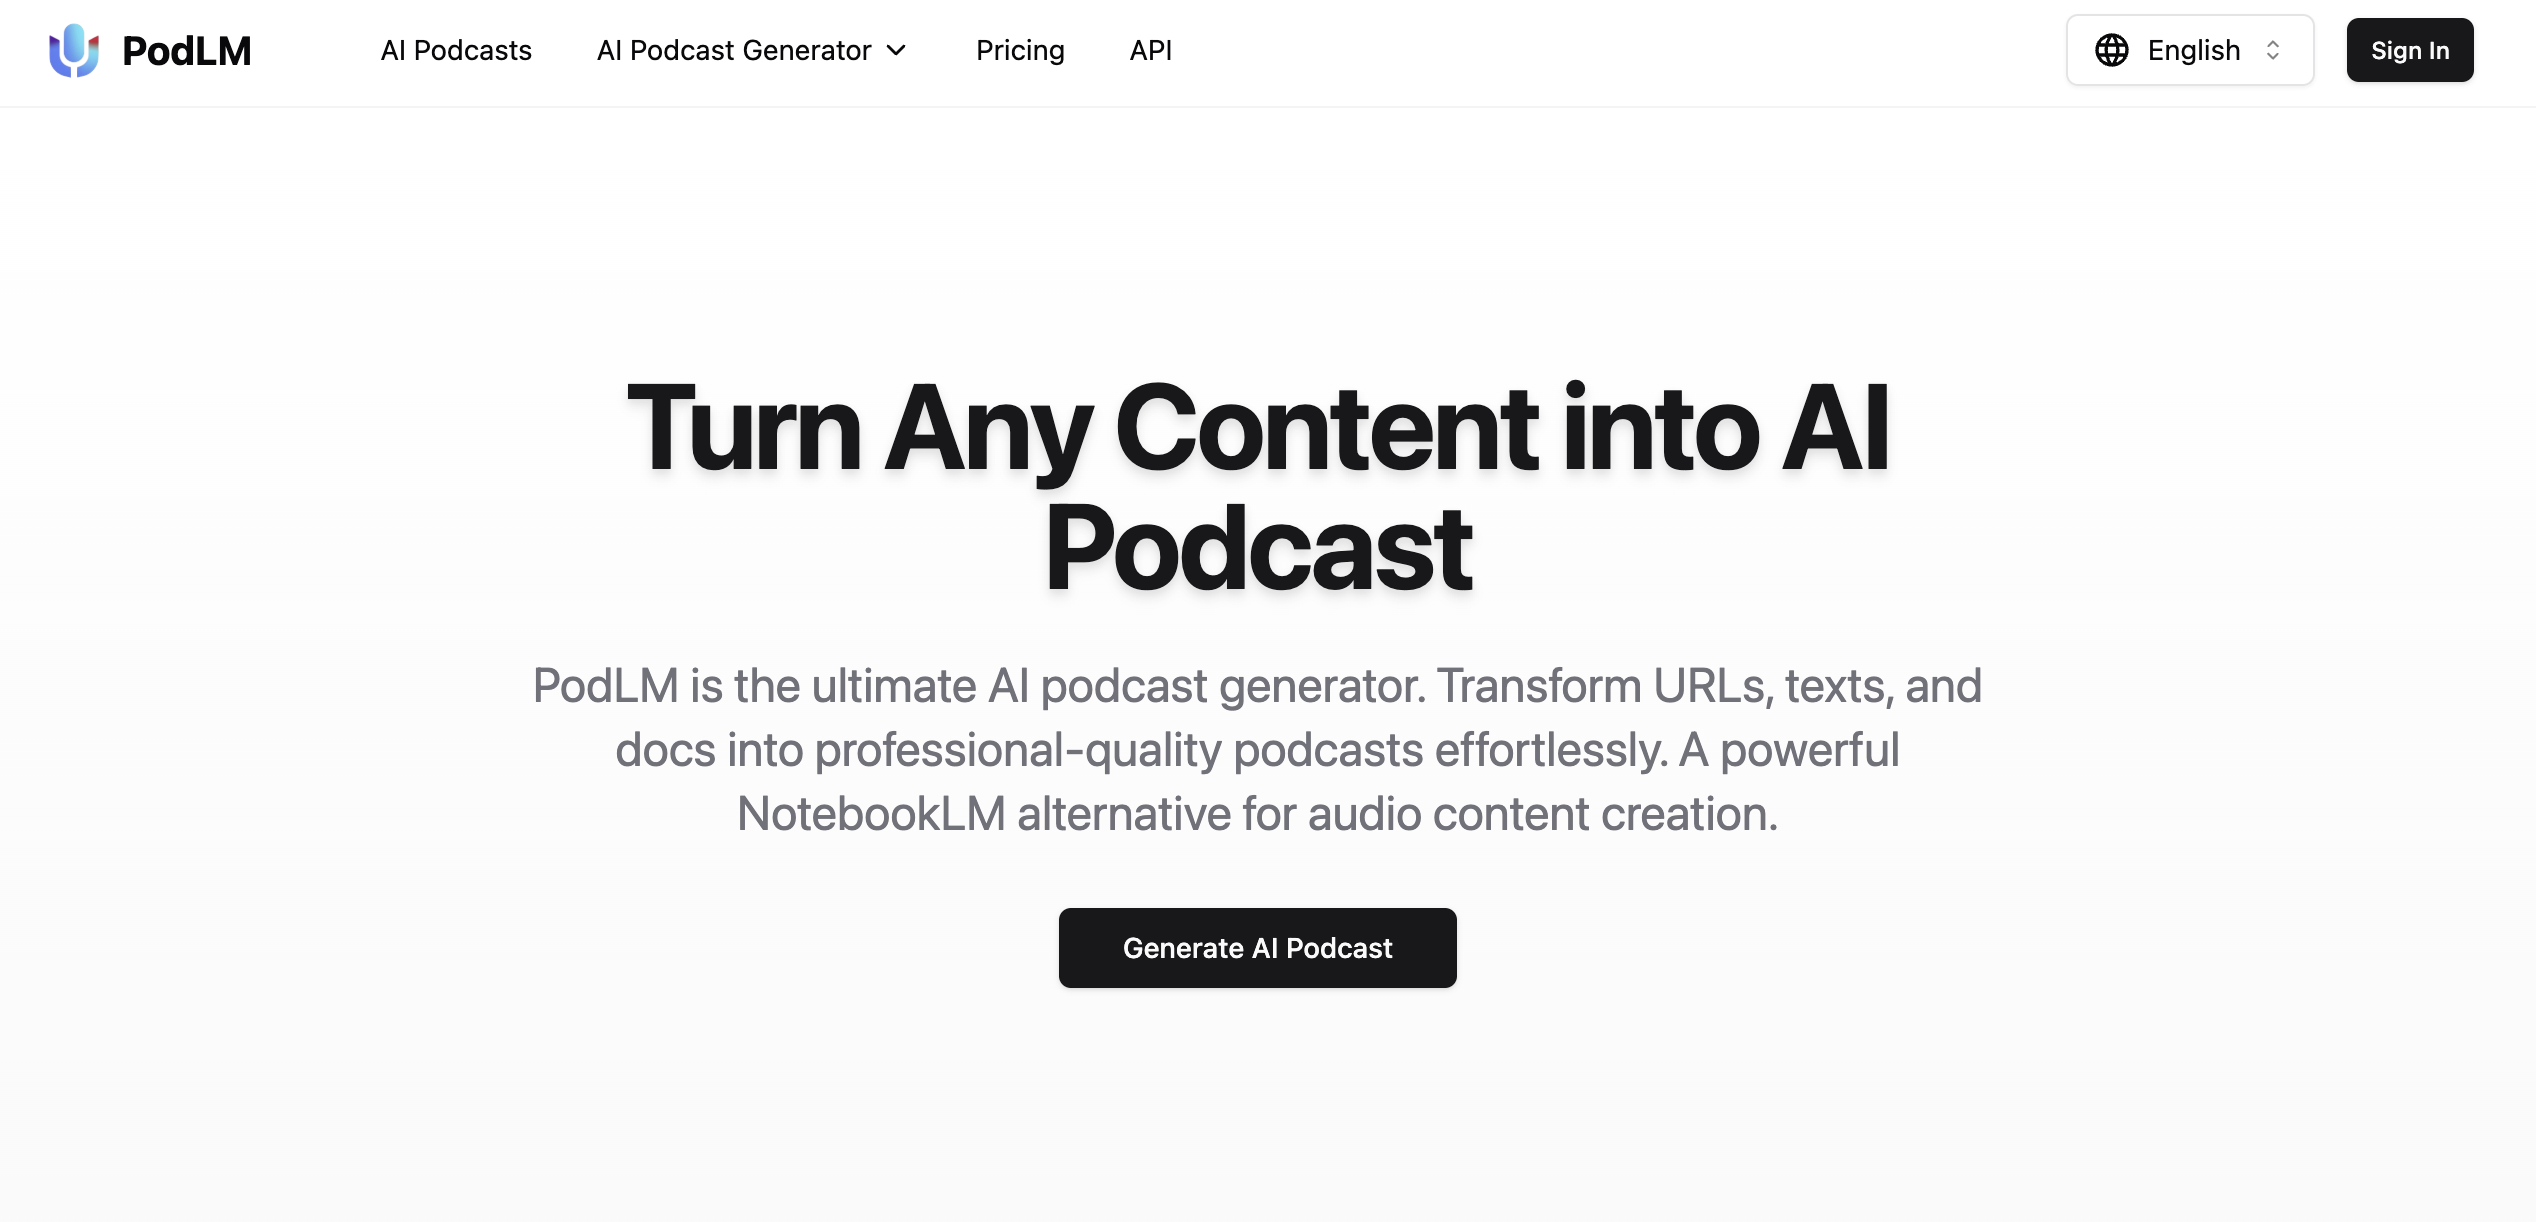 PodLM
AI Podcasts
AI Podcast Generator
Pricing
API
English
Sign In
Turn Any Content into AI
Podcast
PodLM is the ultimate AI podcast generator. Transform URLs, texts, and
docs into professional-quality podcasts effortlessly. A powerful
NotebookLM alternative for audio content creation.
Generate AI Podcast